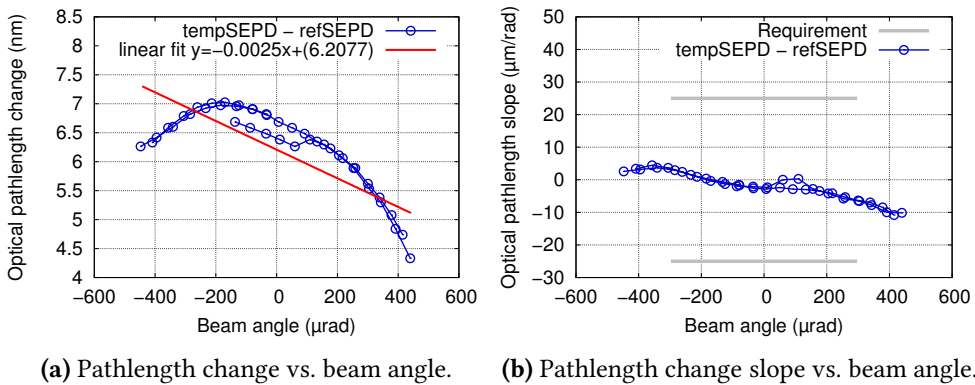 Optical pathlength change (nm)
8.5
8
7.5
7
6.5
6
5.5
5
4.5
4
tempSEPD − refSEPD
linear fit y=−0.0025x+(6.2077)
−600 −400 −200 0 200 400 600
Beam angle (μrad)
(a) Pathlength change vs. beam angle.
Optical pathlength slope (μm/rad)
50
40
30
20
10
0
−10
−20
−30
Requirement
tempSEPD − refSEPD
−600 −400 −200 0 200 400 600
Beam angle (μrad)
(b) Pathlength change slope vs. beam angle.